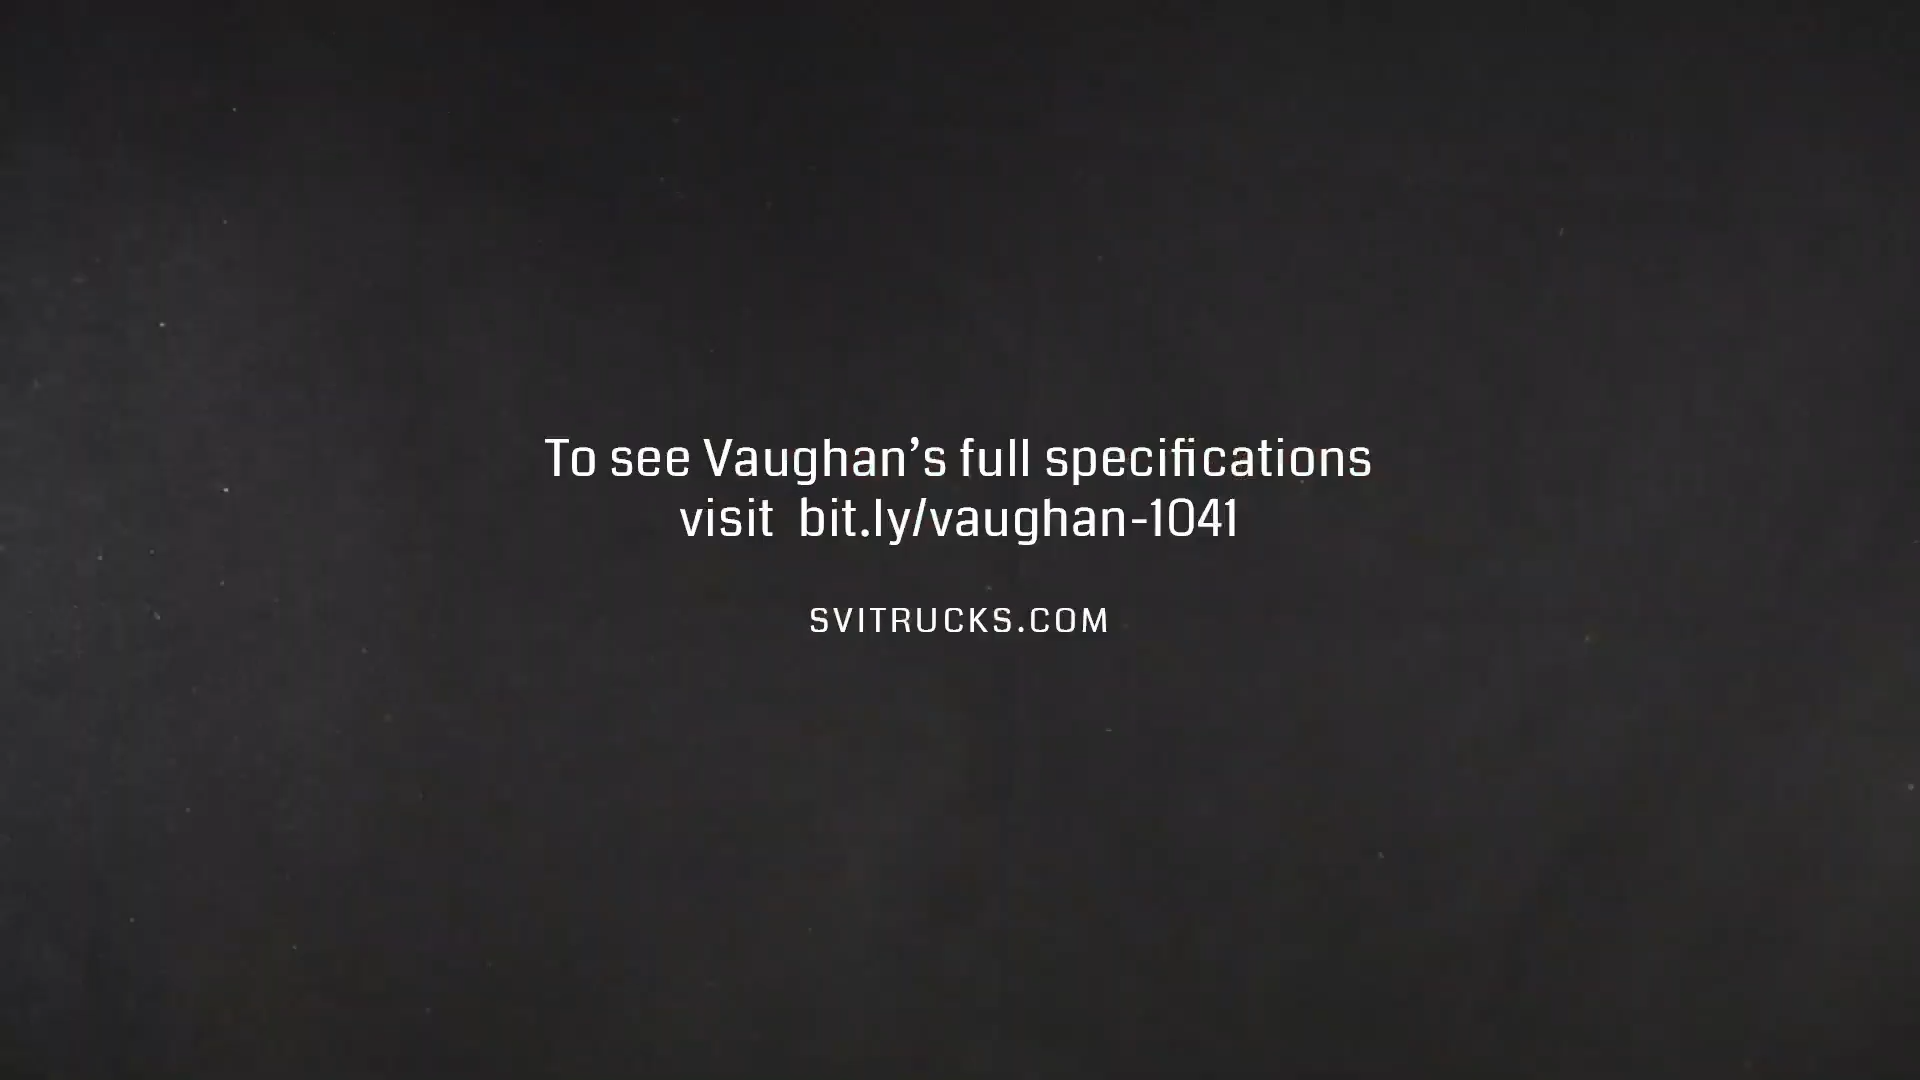 To see Vaughan’s full specifications
visit bit.ly/vaughan-1041
SVITRUCKS.COM